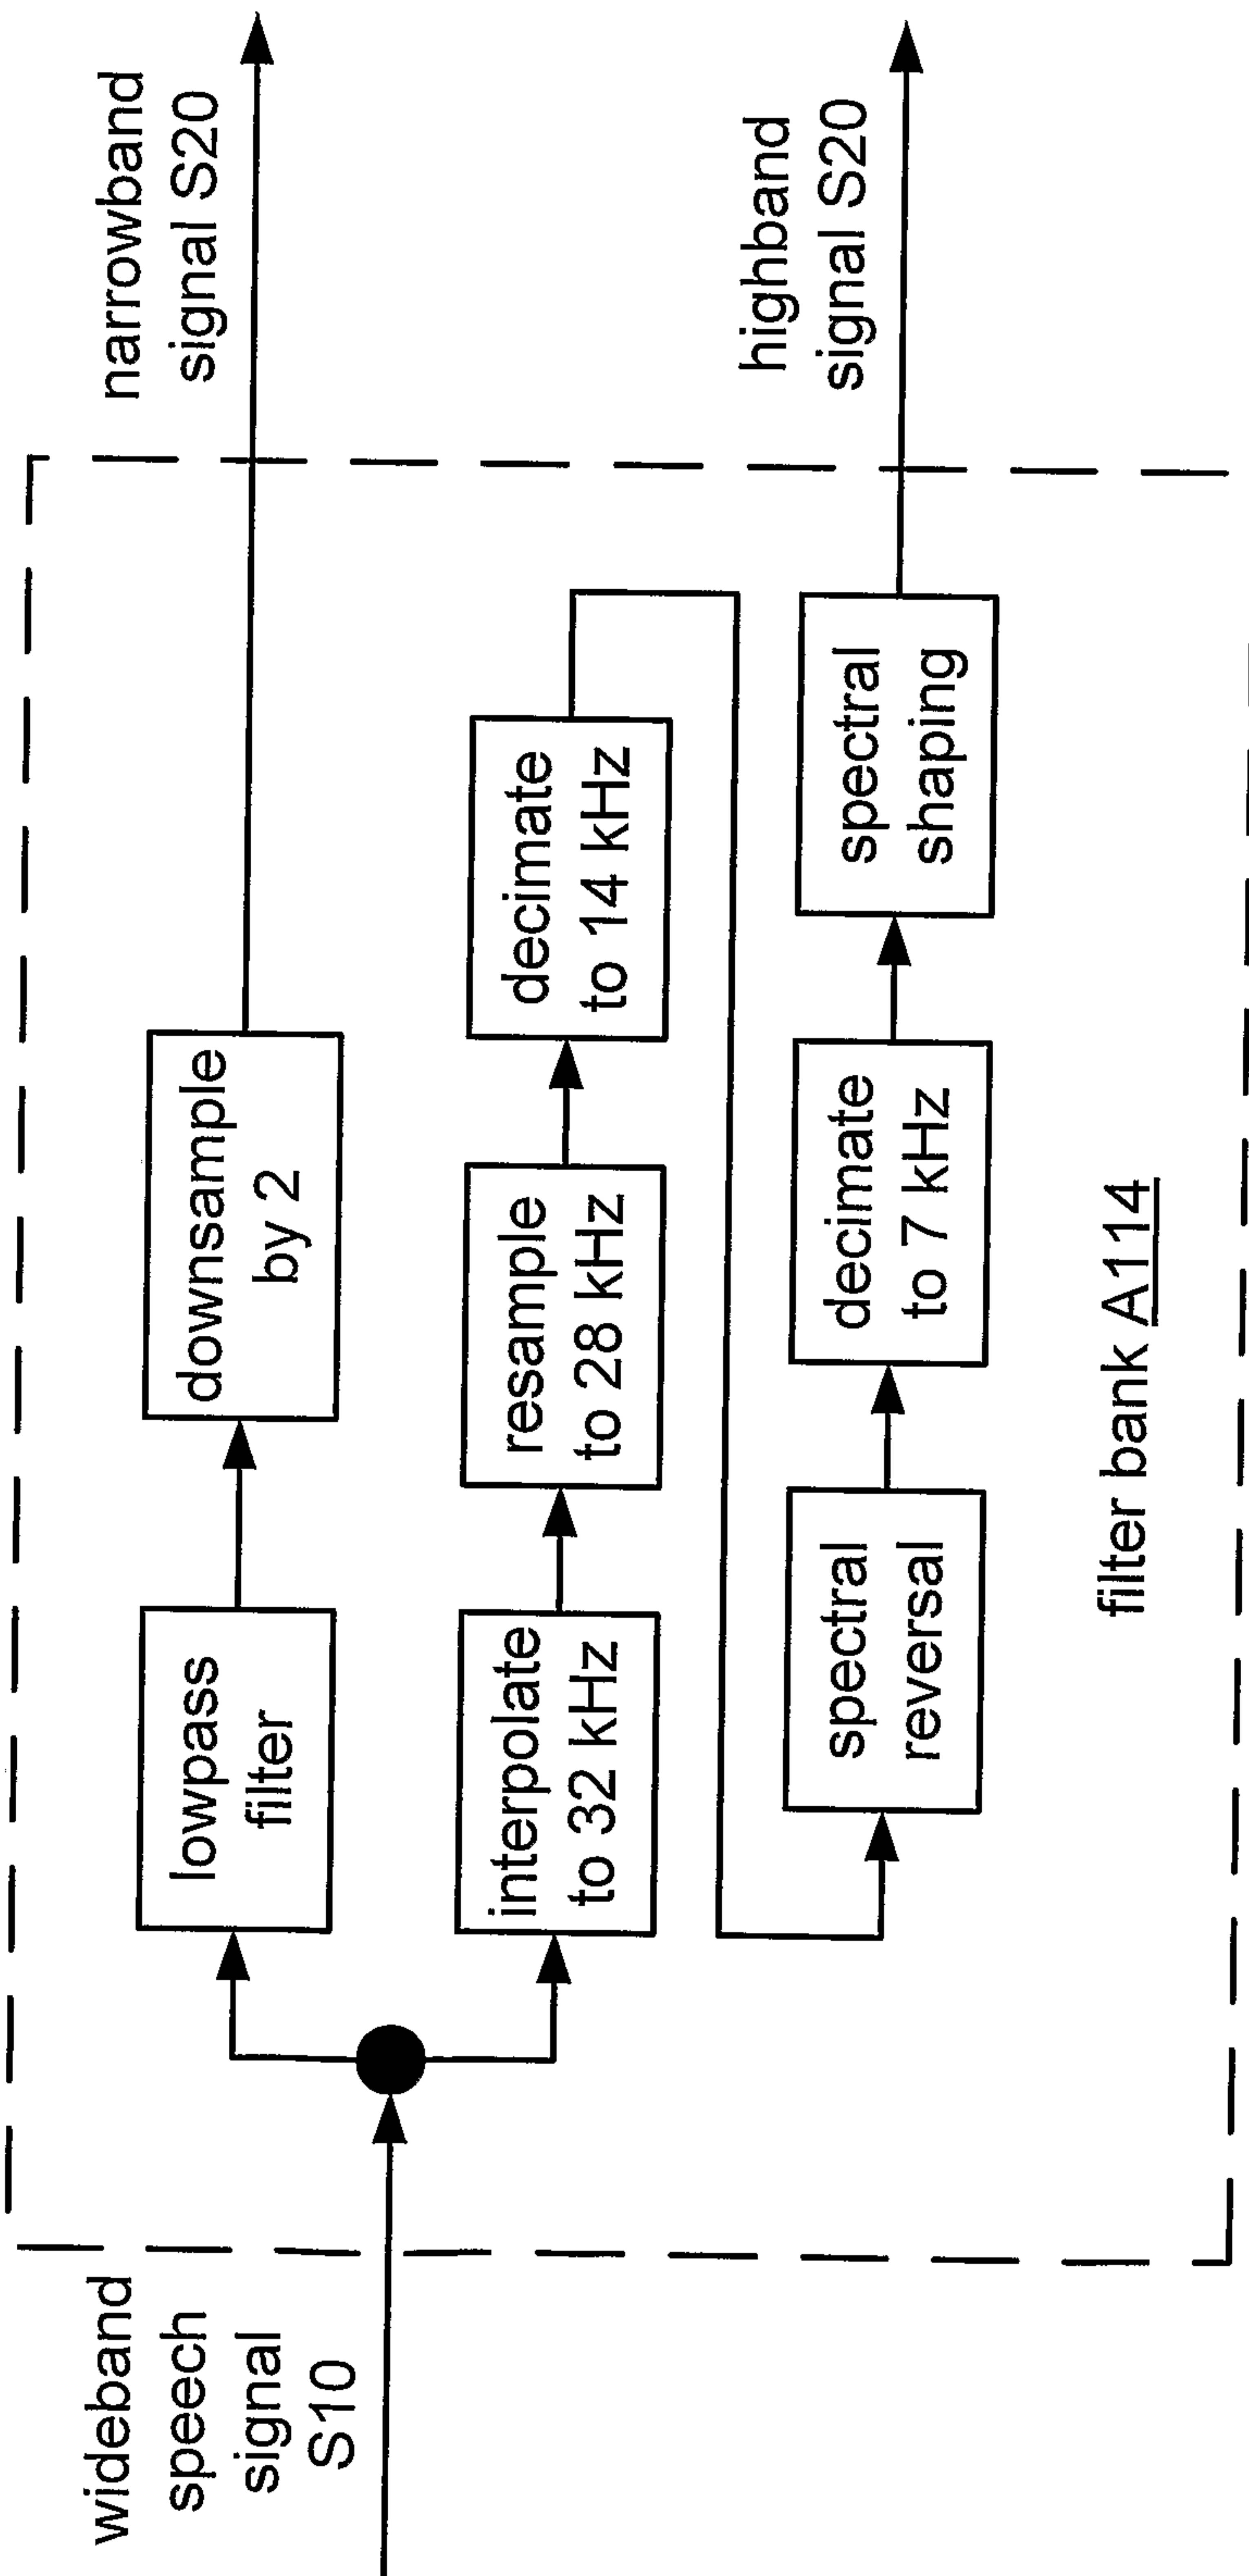 wideband
speech
signal
S10
lowpass
filter
downsample
by 2
narrowband
signal S20
interpolate
to 32 kHz
resample
to 28 kHz
decimate
to 14 kHz
spectral
reversal
decimate
to 7 kHz
spectral
shaping
highband
signal S20
filter bank A114